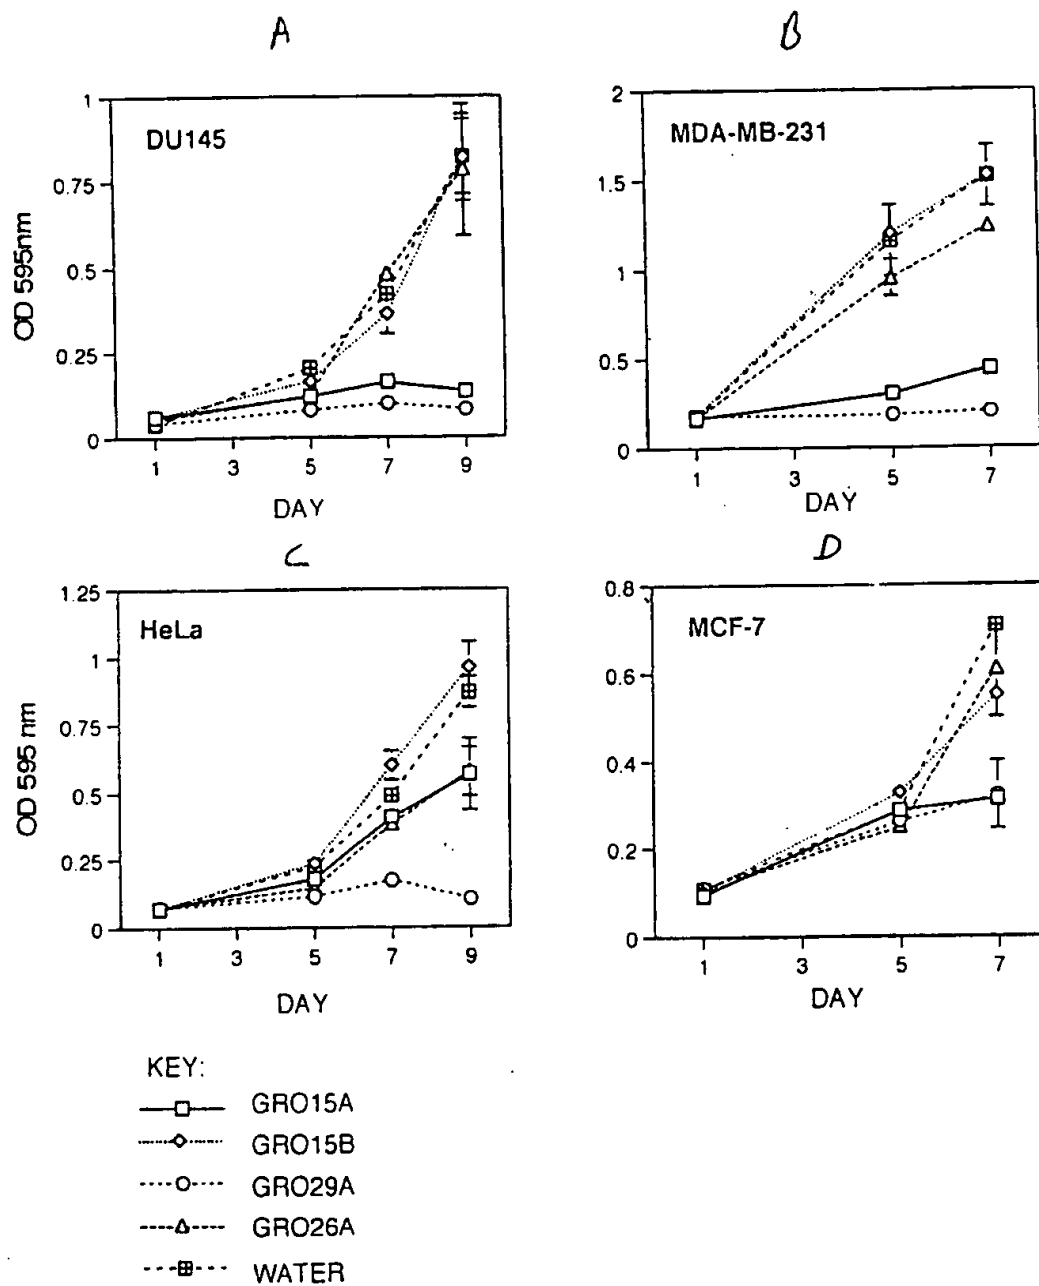 A
B
DU145
OD 595nm
1
0.75
0.5
0.25
0
1 3 5 7 9
DAY
MDA-MB-231
2
1.5
1
0.5
0
1 3 5 7
DAY
C
D
HeLa
OD 595 nm
1.25
1
0.75
0.5
0.25
0
1 3 5 7 9
DAY
MCF-7
0.8
0.6
0.4
0.2
0
1 3 5 7
DAY
KEY:
GRO15A
GRO15B
GRO29A
GRO26A
WATER